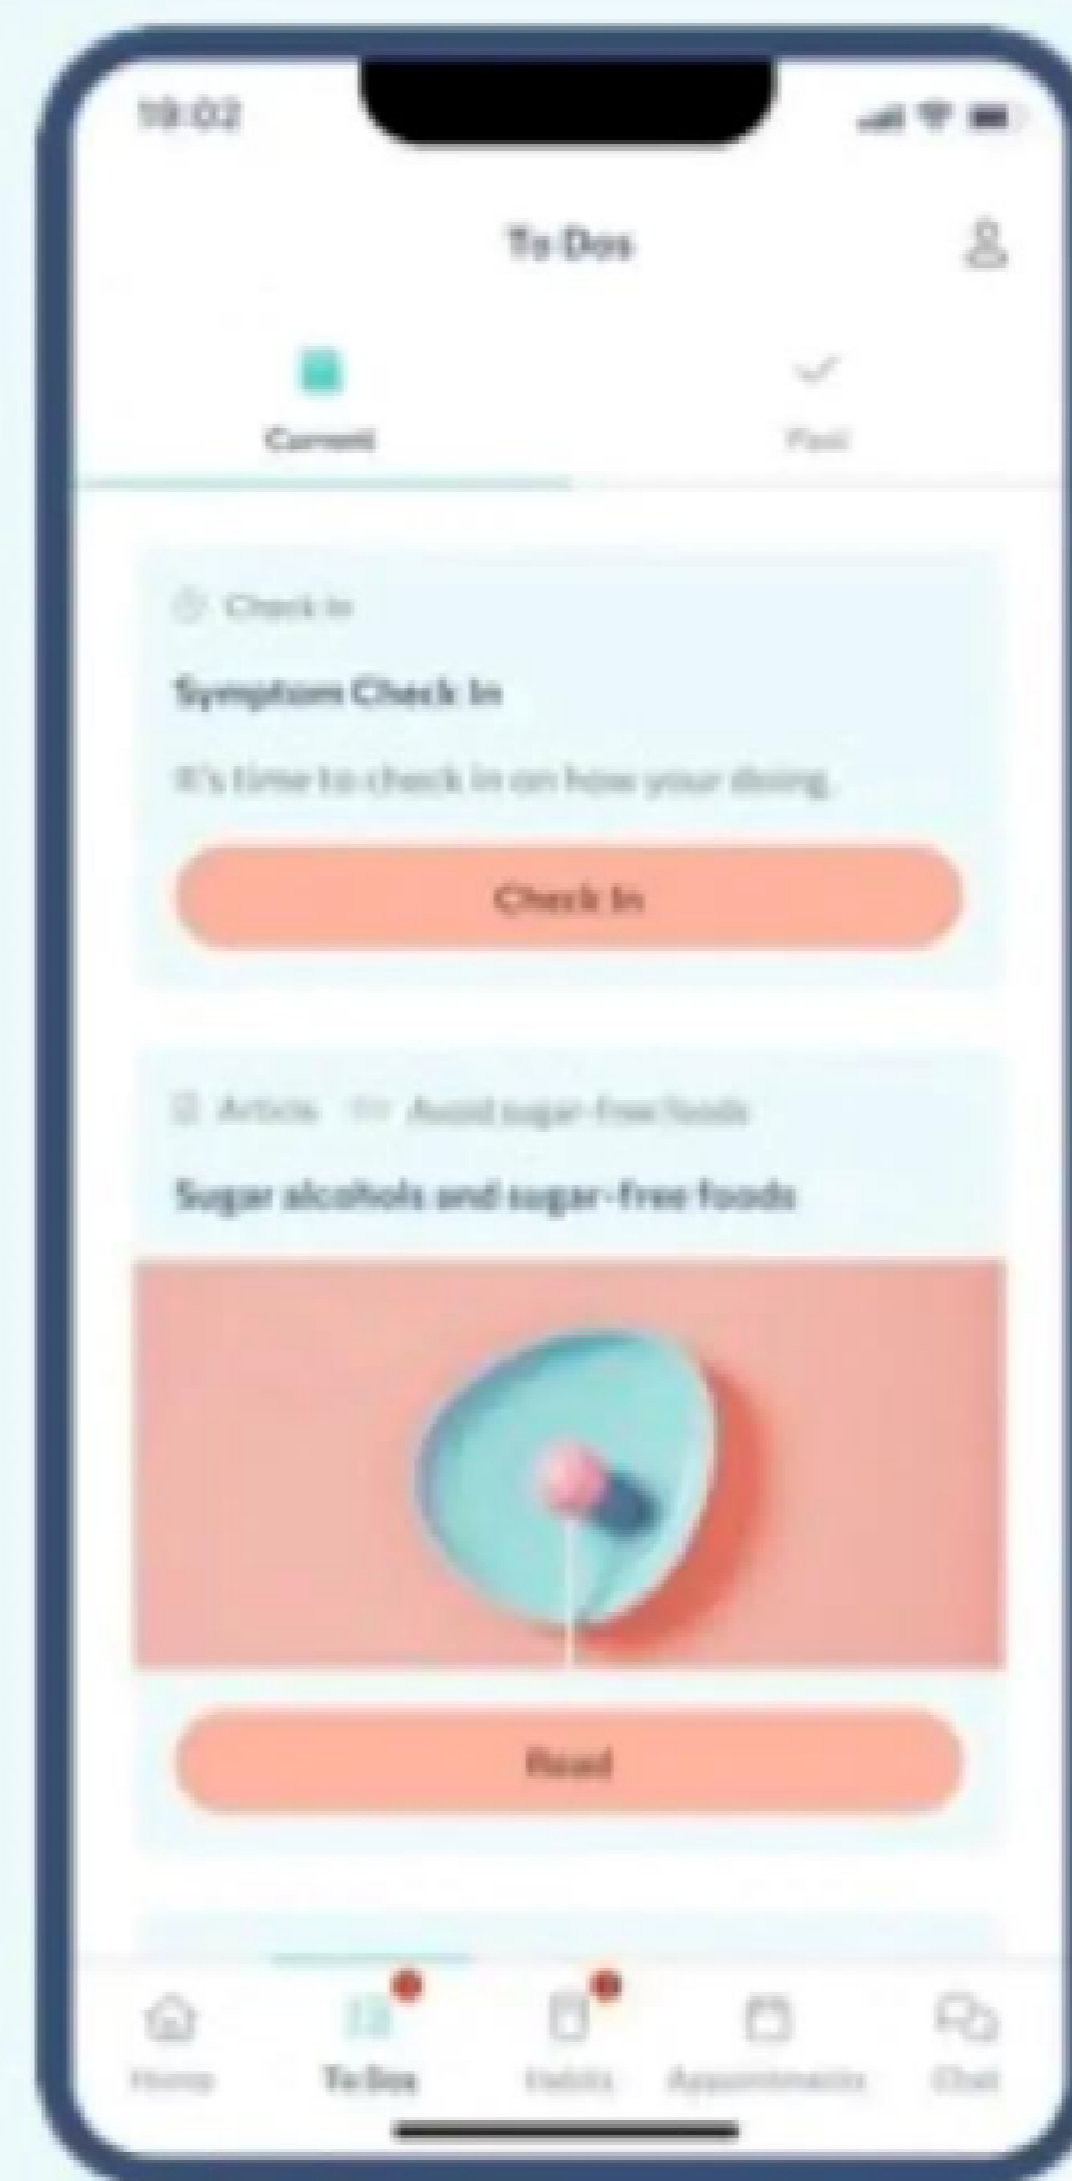 19:02
To Dos
Current
Past
Check In
Symptom Check In
It's time to check in on how your doing.
Check In
Article Avoid sugar-free foods
Sugar alcohols and sugar-free foods
Read
Home To Dos Habits Appointments Chat